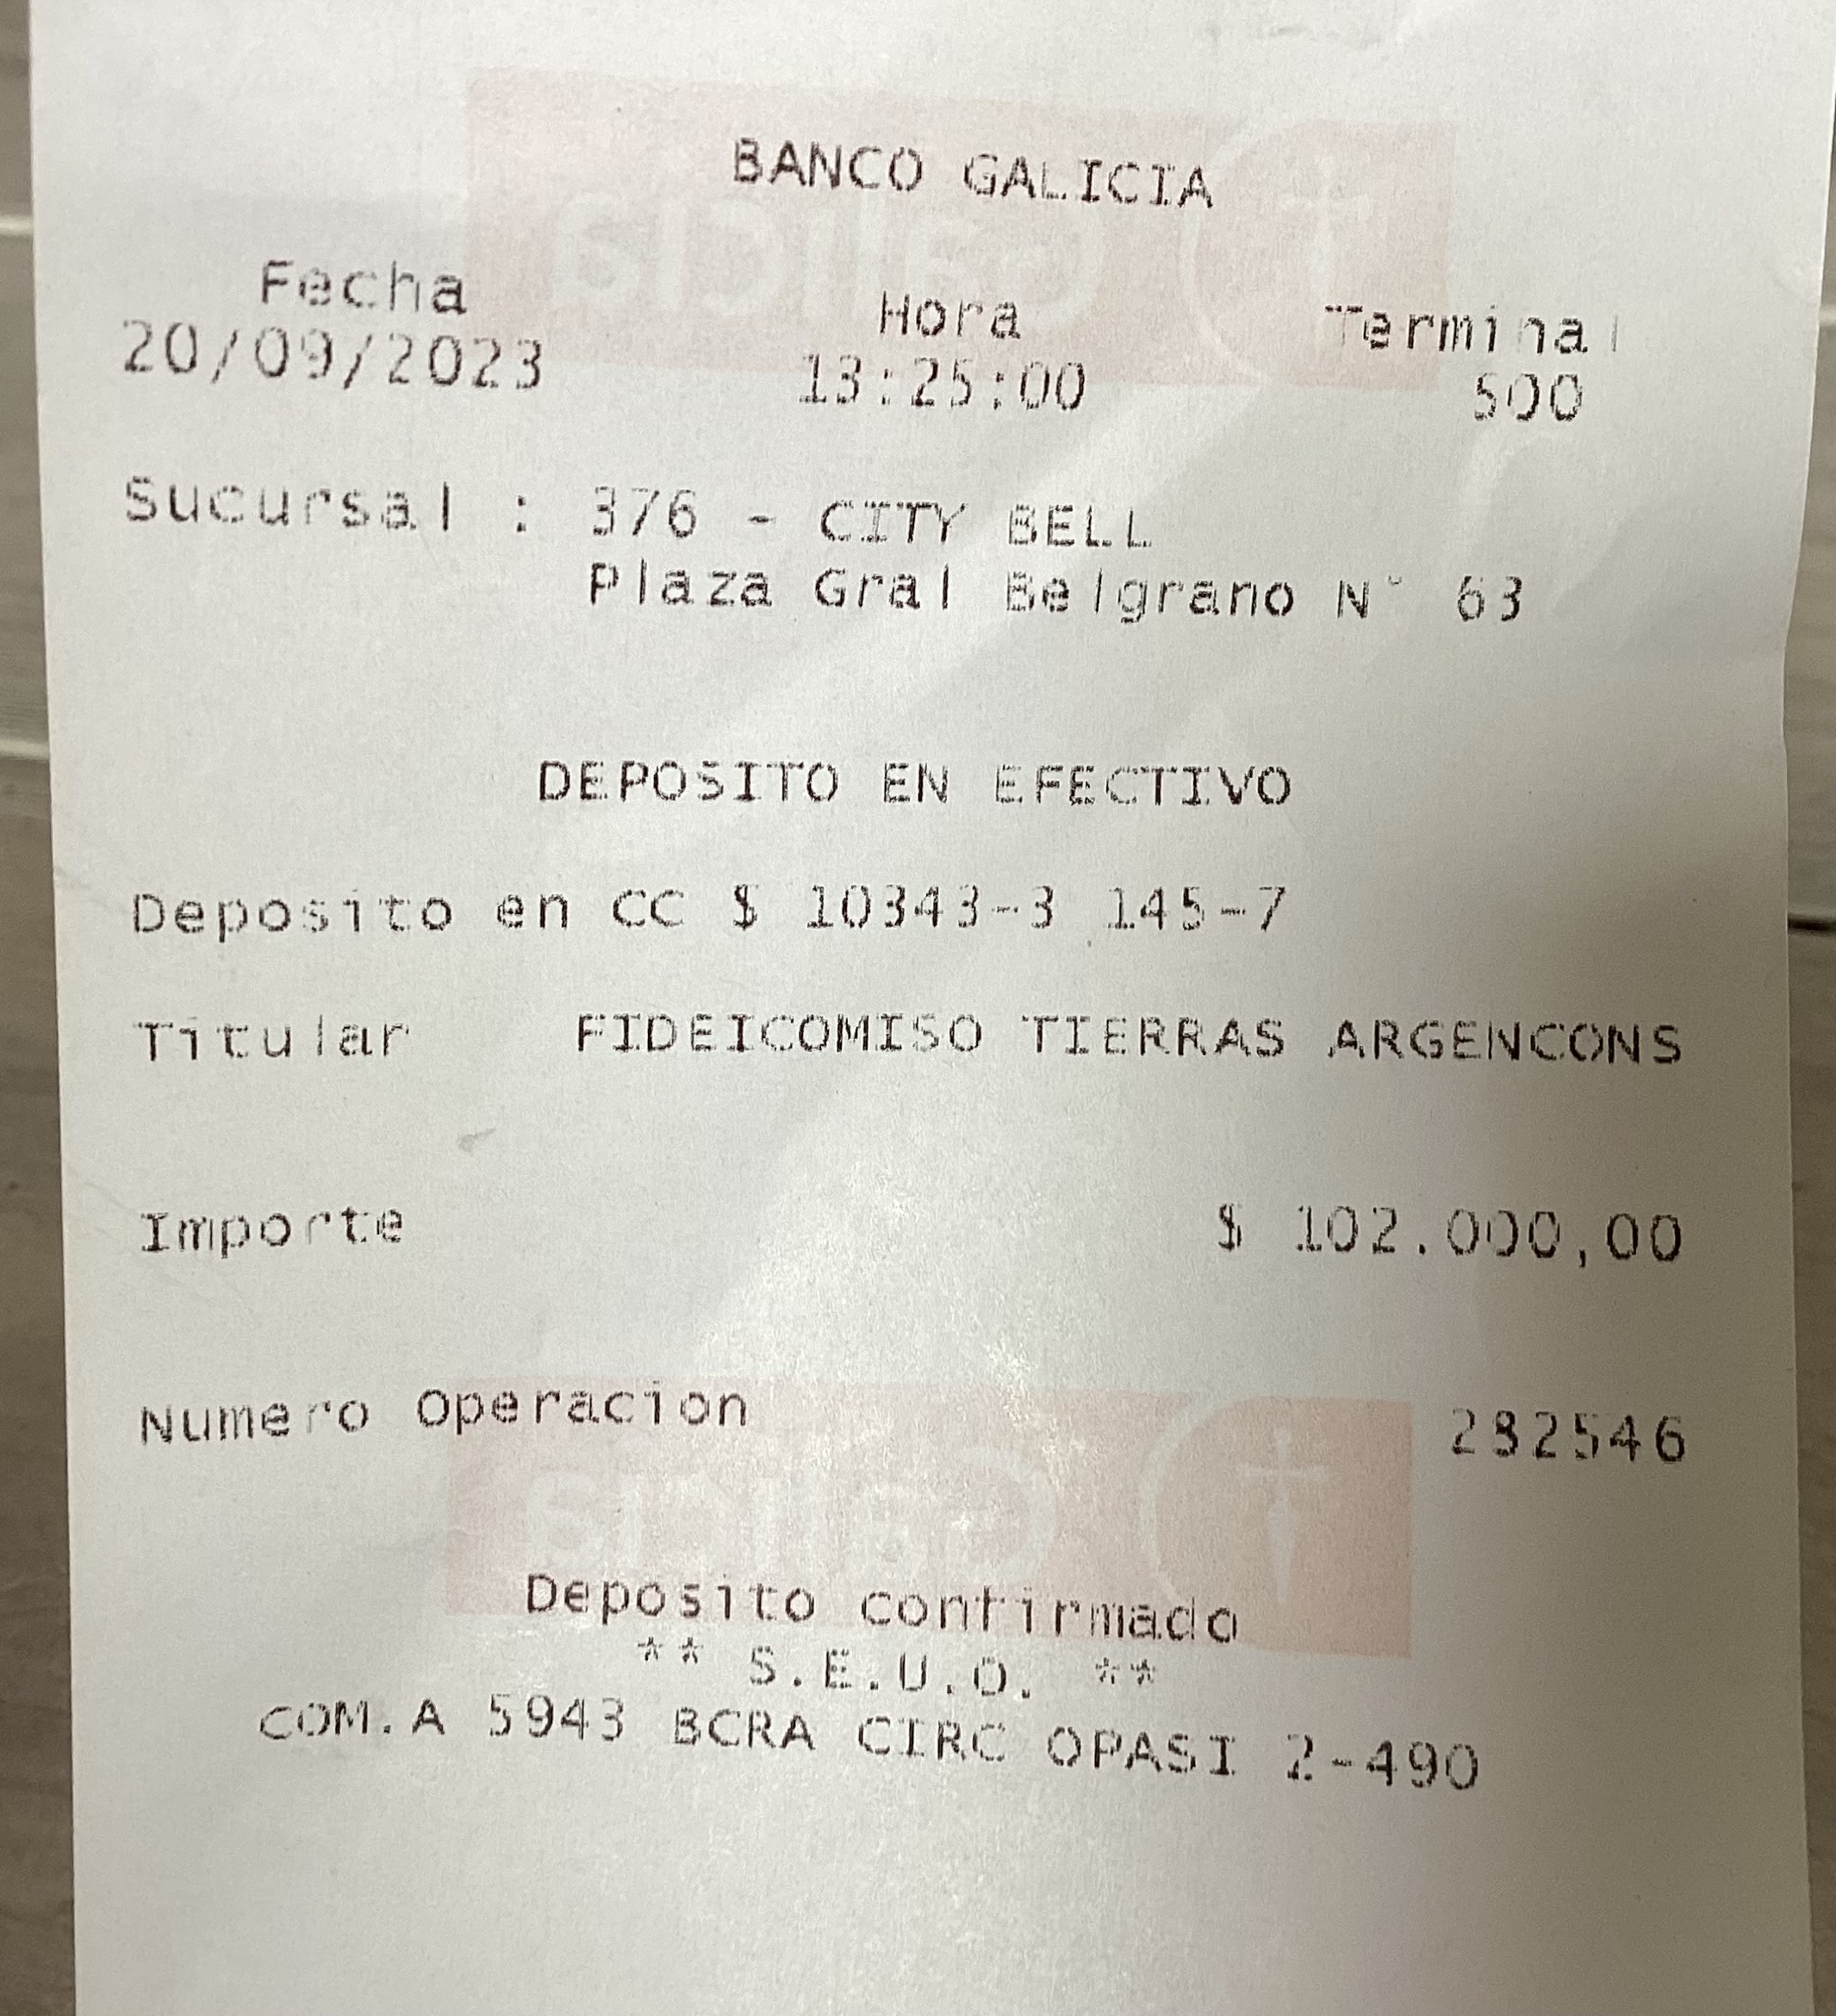 BANCO GALICIA
Fecha Hora Terminal
20/09/2023 13:25:00 500
Sucursal : 376 - CITY BELL
Plaza Gral Belgrano N° 63
DEPOSITO EN EFECTIVO
Deposito en CC $ 10343-3 145-7
Titular FIDEICOMISO TIERRAS ARGENCONS
Importe $ 102.000,00
Numero Operacion 282546
Deposito confirmado
** S.E.U.O. **
COM.A 5943 BCRA CIRC OPASI 2-490